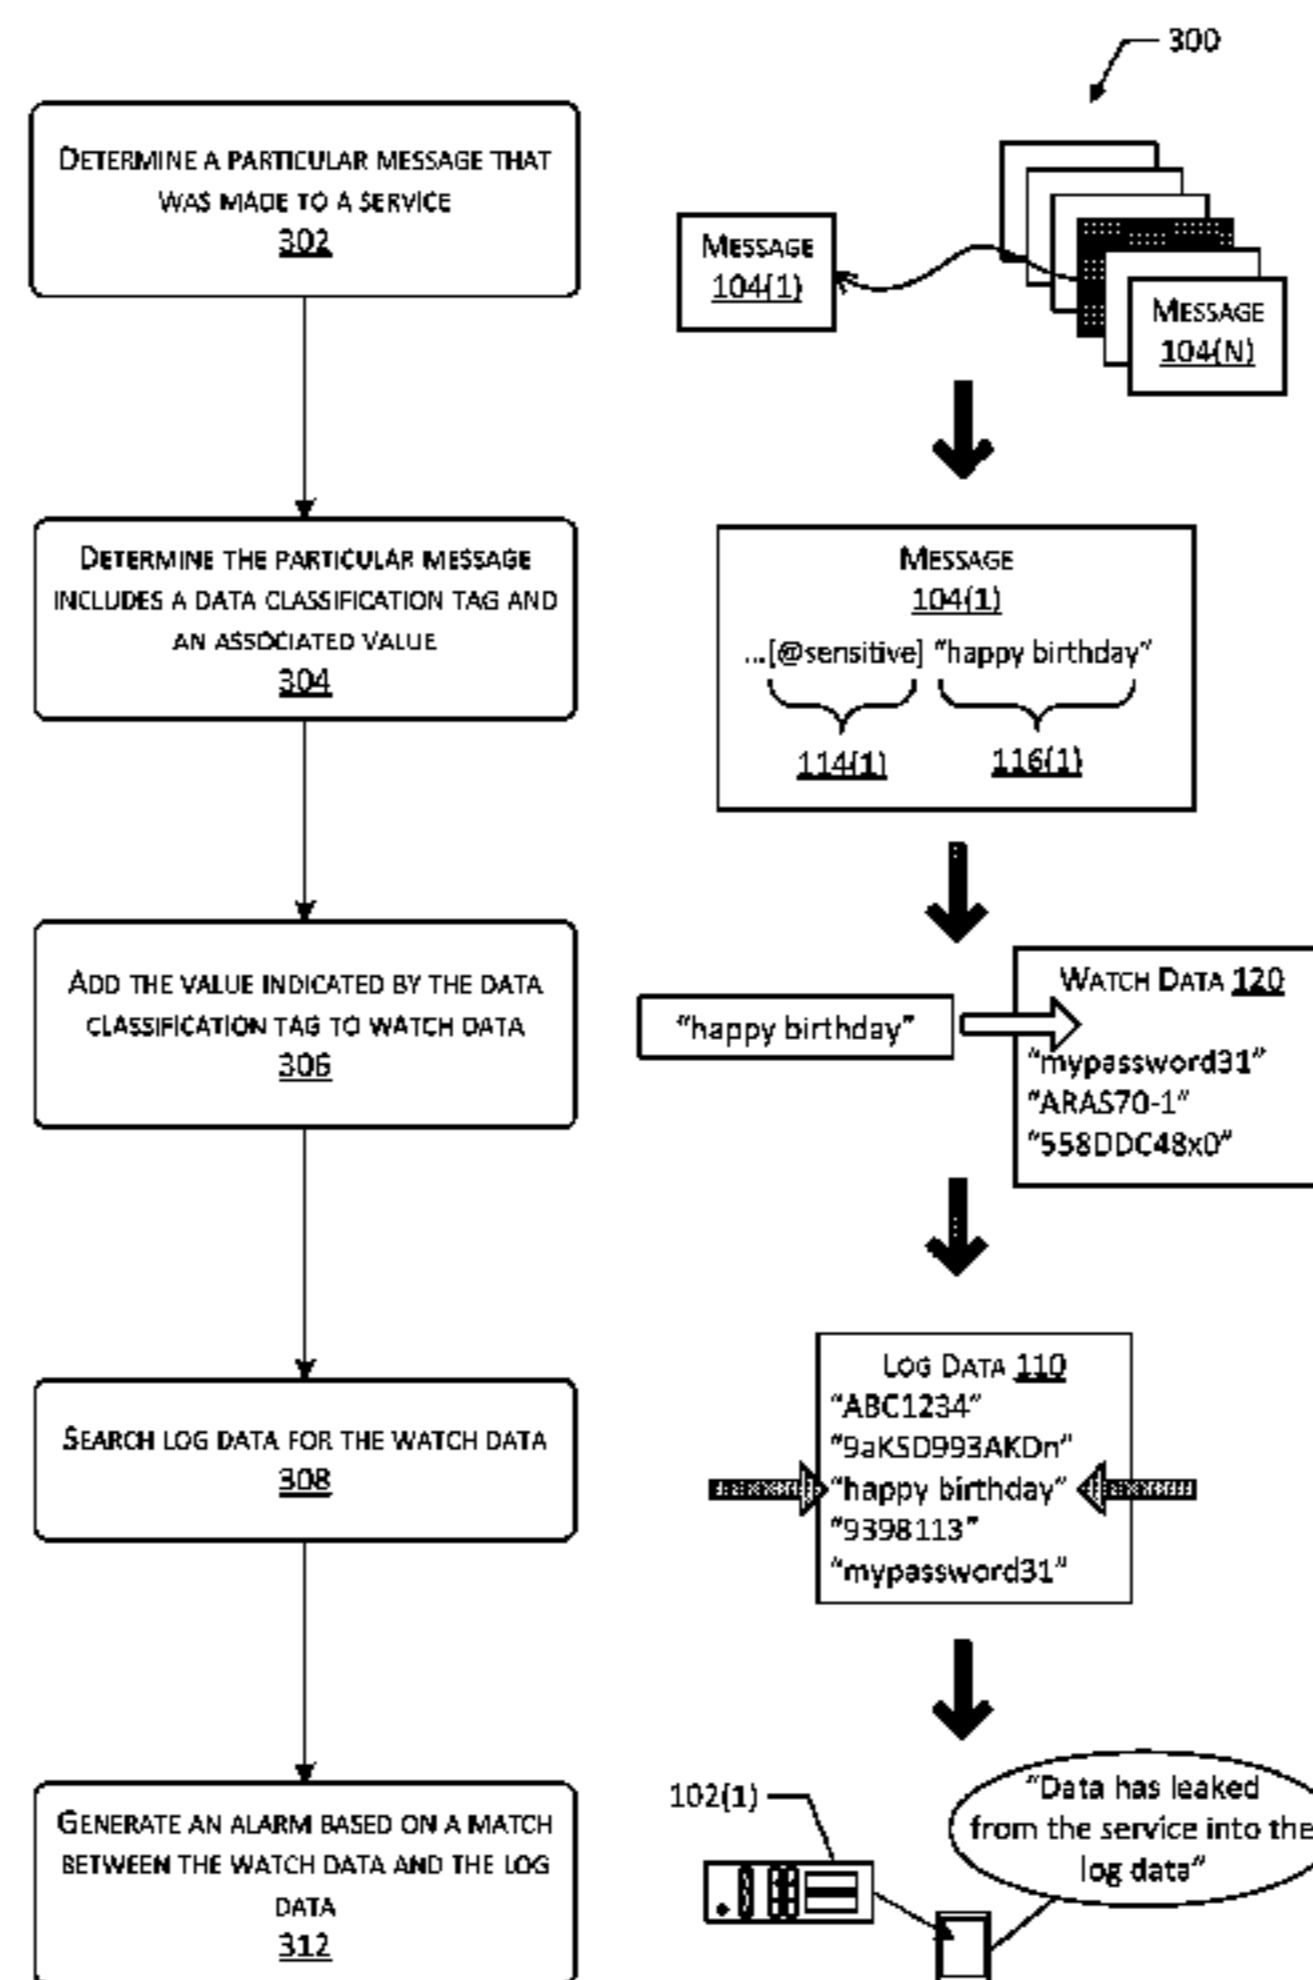 300
DETERMINE A PARTICULAR MESSAGE THAT
WAS MADE TO A SERVICE
302
MESSAGE
104(1)
MESSAGE
104(N)
DETERMINE THE PARTICULAR MESSAGE
INCLUDES A DATA CLASSIFICATION TAG AND
AN ASSOCIATED VALUE
304
MESSAGE
104(1)
...[@sensitive] "happy birthday"
114(1) 116(1)
ADD THE VALUE INDICATED BY THE DATA
CLASSIFICATION TAG TO WATCH DATA
306
"happy birthday"
WATCH DATA 120
"mypassword31"
"ARAS70-1"
"558DDC48x0"
SEARCH LOG DATA FOR THE WATCH DATA
308
LOG DATA 110
"ABC1234"
"9aKSD993AKDn"
"happy birthday"
"9398113"
"mypassword31"
GENERATE AN ALARM BASED ON A MATCH
BETWEEN THE WATCH DATA AND THE LOG
DATA
312
102(1)
"Data has leaked
from the service into the
log data"